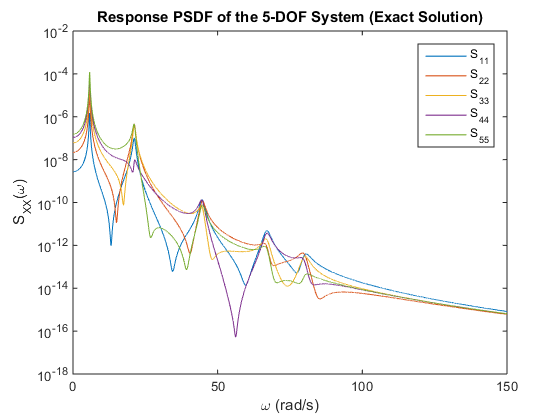 Response PSDF of the 5-DOF System (Exact Solution)
10^-2
10^-4
10^-6
10^-8
10^-10
10^-12
10^-14
10^-16
10^-18
S_XX(ω)
S_11
S_22
S_33
S_44
S_55
0 50 100 150
ω (rad/s)